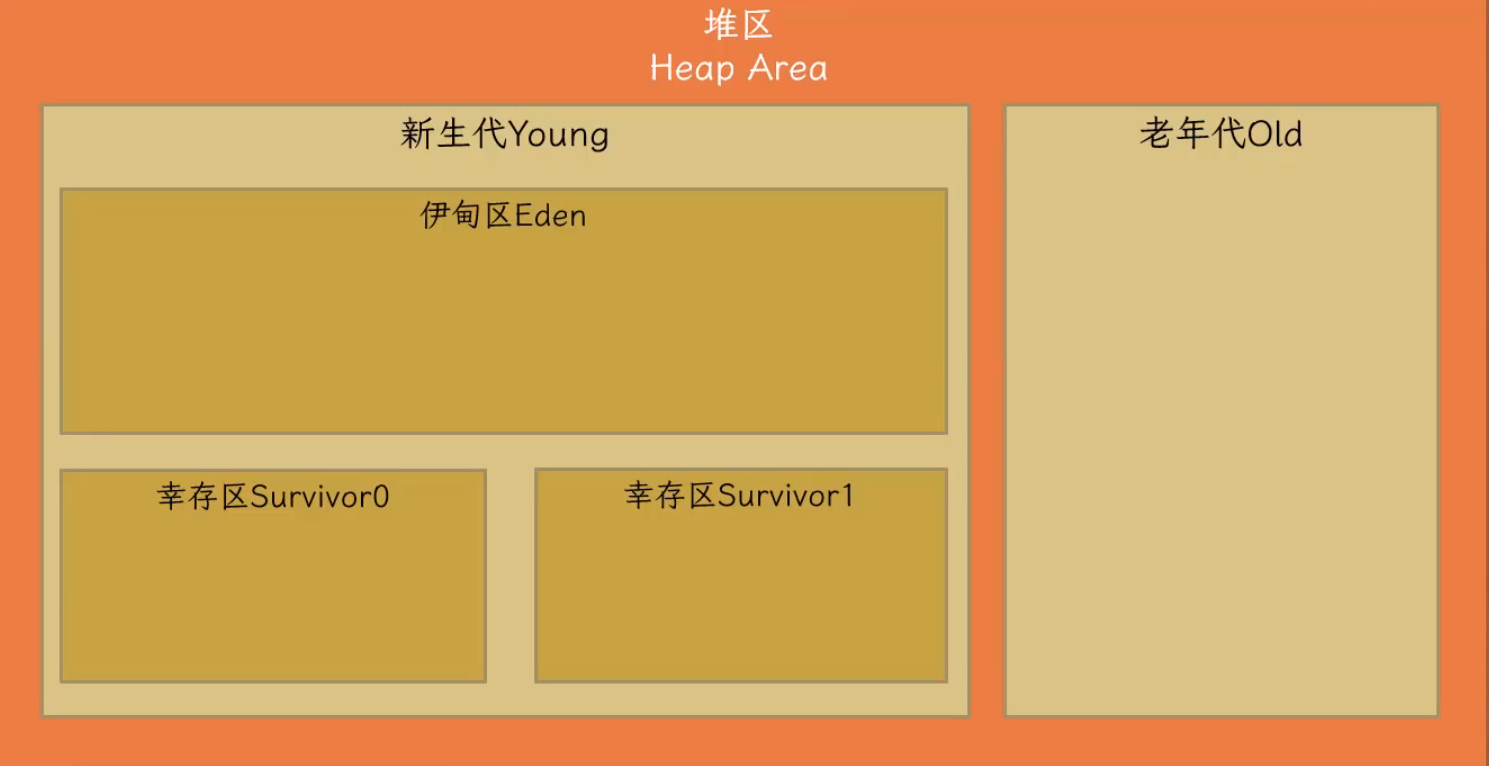 堆区
Heap Area
新生代Young
老年代Old
伊甸区Eden
幸存区Survivor0
幸存区Survivor1